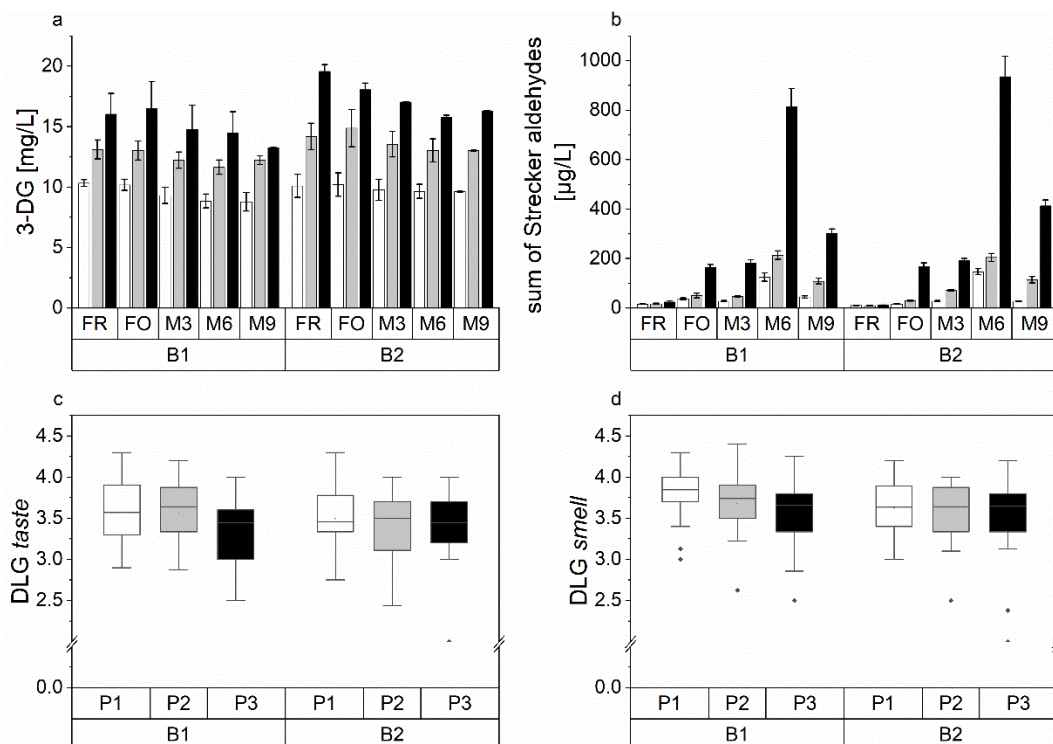 a
3-DG [mg/L]
20
15
10
5
0
FR FO M3 M6 M9 FR FO M3 M6 M9
B1 B2
b
sum of Strecker aldehydes
[µg/L]
1000
800
600
400
200
0
FR FO M3 M6 M9 FR FO M3 M6 M9
B1 B2
c
DLG taste
4.5
4.0
3.5
3.0
2.5
0.0
P1 P2 P3 P1 P2 P3
B1 B2
d
DLG smell
4.5
4.0
3.5
3.0
2.5
0.0
P1 P2 P3 P1 P2 P3
B1 B2